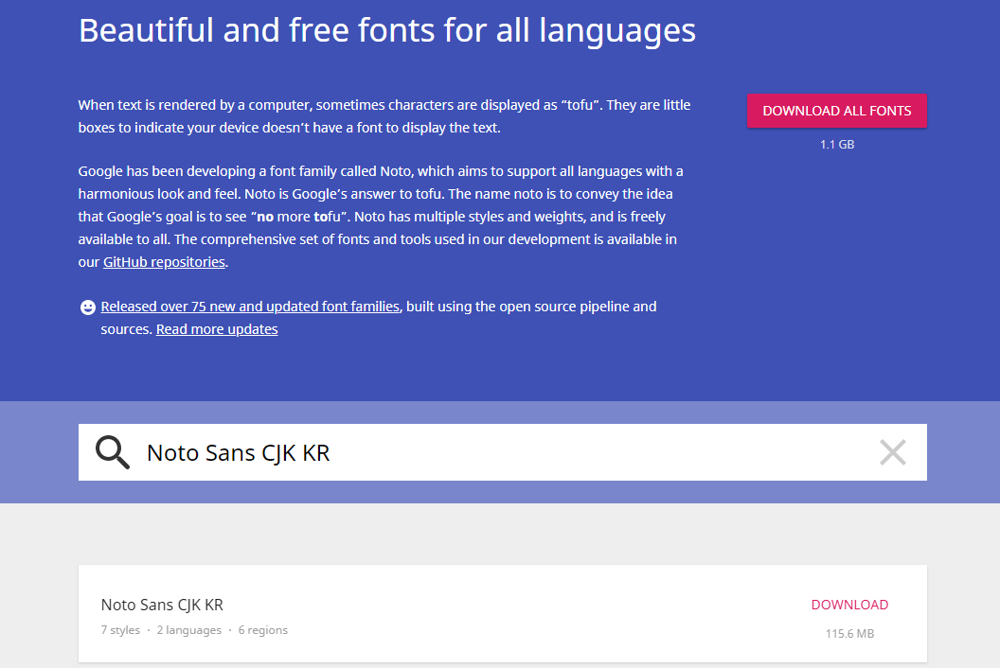 Beautiful and free fonts for all languages
When text is rendered by a computer, sometimes characters are displayed as “tofu”. They are little
boxes to indicate your device doesn’t have a font to display the text.
DOWNLOAD ALL FONTS
1.1 GB
Google has been developing a font family called Noto, which aims to support all languages with a
harmonious look and feel. Noto is Google’s answer to tofu. The name noto is to convey the idea
that Google’s goal is to see “no more tofu”. Noto has multiple styles and weights, and is freely
available to all. The comprehensive set of fonts and tools used in our development is available in
our GitHub repositories.
Released over 75 new and updated font families, built using the open source pipeline and
sources. Read more updates
Noto Sans CJK KR
Noto Sans CJK KR
7 styles · 2 languages · 6 regions
DOWNLOAD
115.6 MB